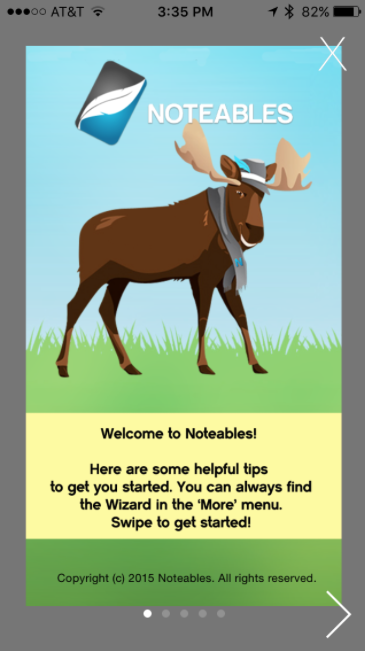 AT&T 3:35 PM 82%
NOTEABLES
Welcome to Noteables!
Here are some helpful tips
to get you started. You can always find
the Wizard in the ‘More’ menu.
Swipe to get started!
Copyright (c) 2015 Noteables. All rights reserved.